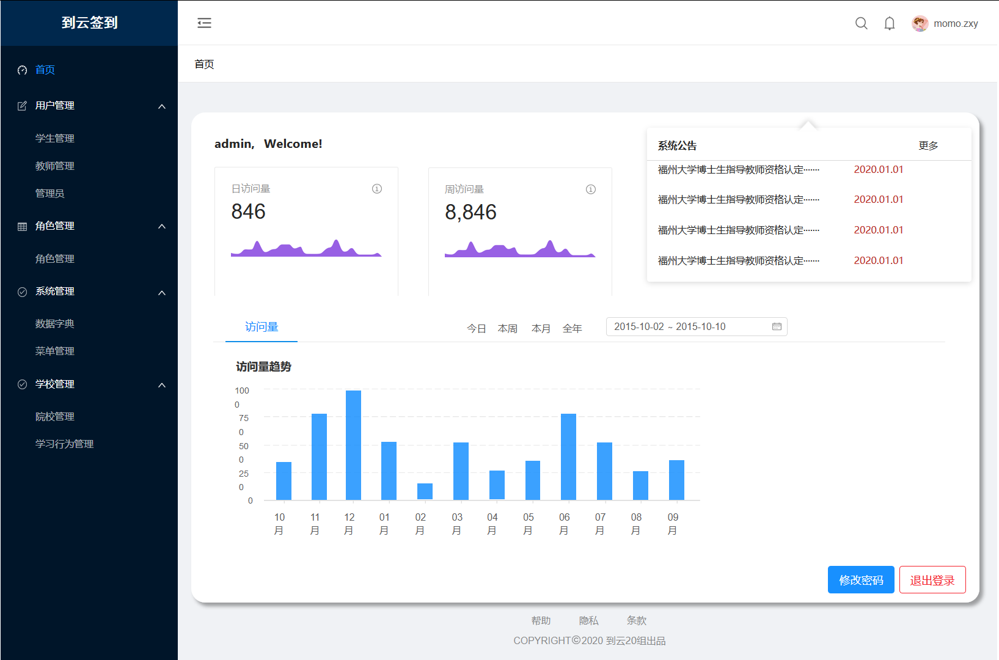 到云签到
首页
用户管理
学生管理
教师管理
管理员
角色管理
角色管理
系统管理
数据字典
菜单管理
学校管理
院校管理
学习行为管理
momo.zxy
首页
admin, Welcome!
日访问量
846
周访问量
8,846
系统公告 更多
福州大学博士生指导教师资格认定······· 2020.01.01
福州大学博士生指导教师资格认定······· 2020.01.01
福州大学博士生指导教师资格认定······· 2020.01.01
福州大学博士生指导教师资格认定······· 2020.01.01
访问量 今日 本周 本月 全年 2015-10-02 ~ 2015-10-10
访问量趋势
100
0
75
0
50
0
25
0
0
10 11 12 01 02 03 04 05 06 07 08 09
月 月 月 月 月 月 月 月 月 月 月 月
修改密码 退出登录
帮助 隐私 条款
COPYRIGHT©2020 到云20组出品